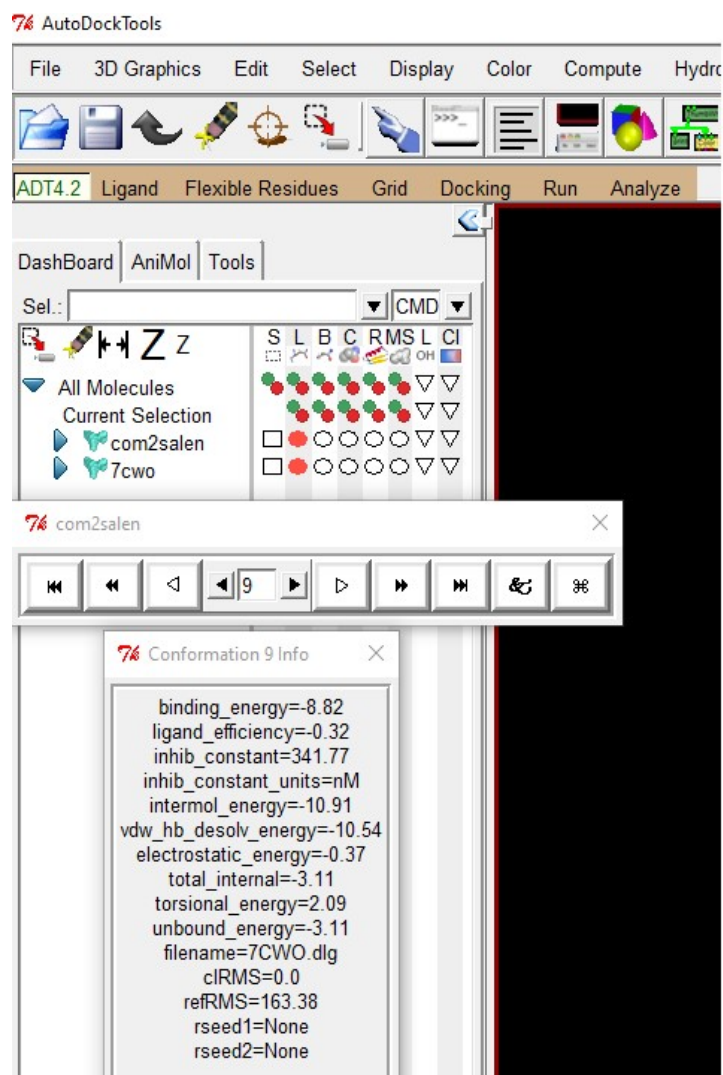 AutoDockTools
File 3D Graphics Edit Select Display Color Compute Hydro
>>>_
ADT4.2 Ligand Flexible Residues Grid Docking Run Analyze
DashBoard AniMol Tools
Sel.: CMD
Z Z S L B C R MS L Cl
OH
All Molecules
Current Selection
com2salen
7cwo
com2salen
9
Conformation 9 Info
binding_energy=-8.82
ligand_efficiency=-0.32
inhib_constant=341.77
inhib_constant_units=nM
intermol_energy=-10.91
vdw_hb_desolv_energy=-10.54
electrostatic_energy=-0.37
total_internal=-3.11
torsional_energy=2.09
unbound_energy=-3.11
filename=7CWO.dlg
clRMS=0.0
refRMS=163.38
rseed1=None
rseed2=None